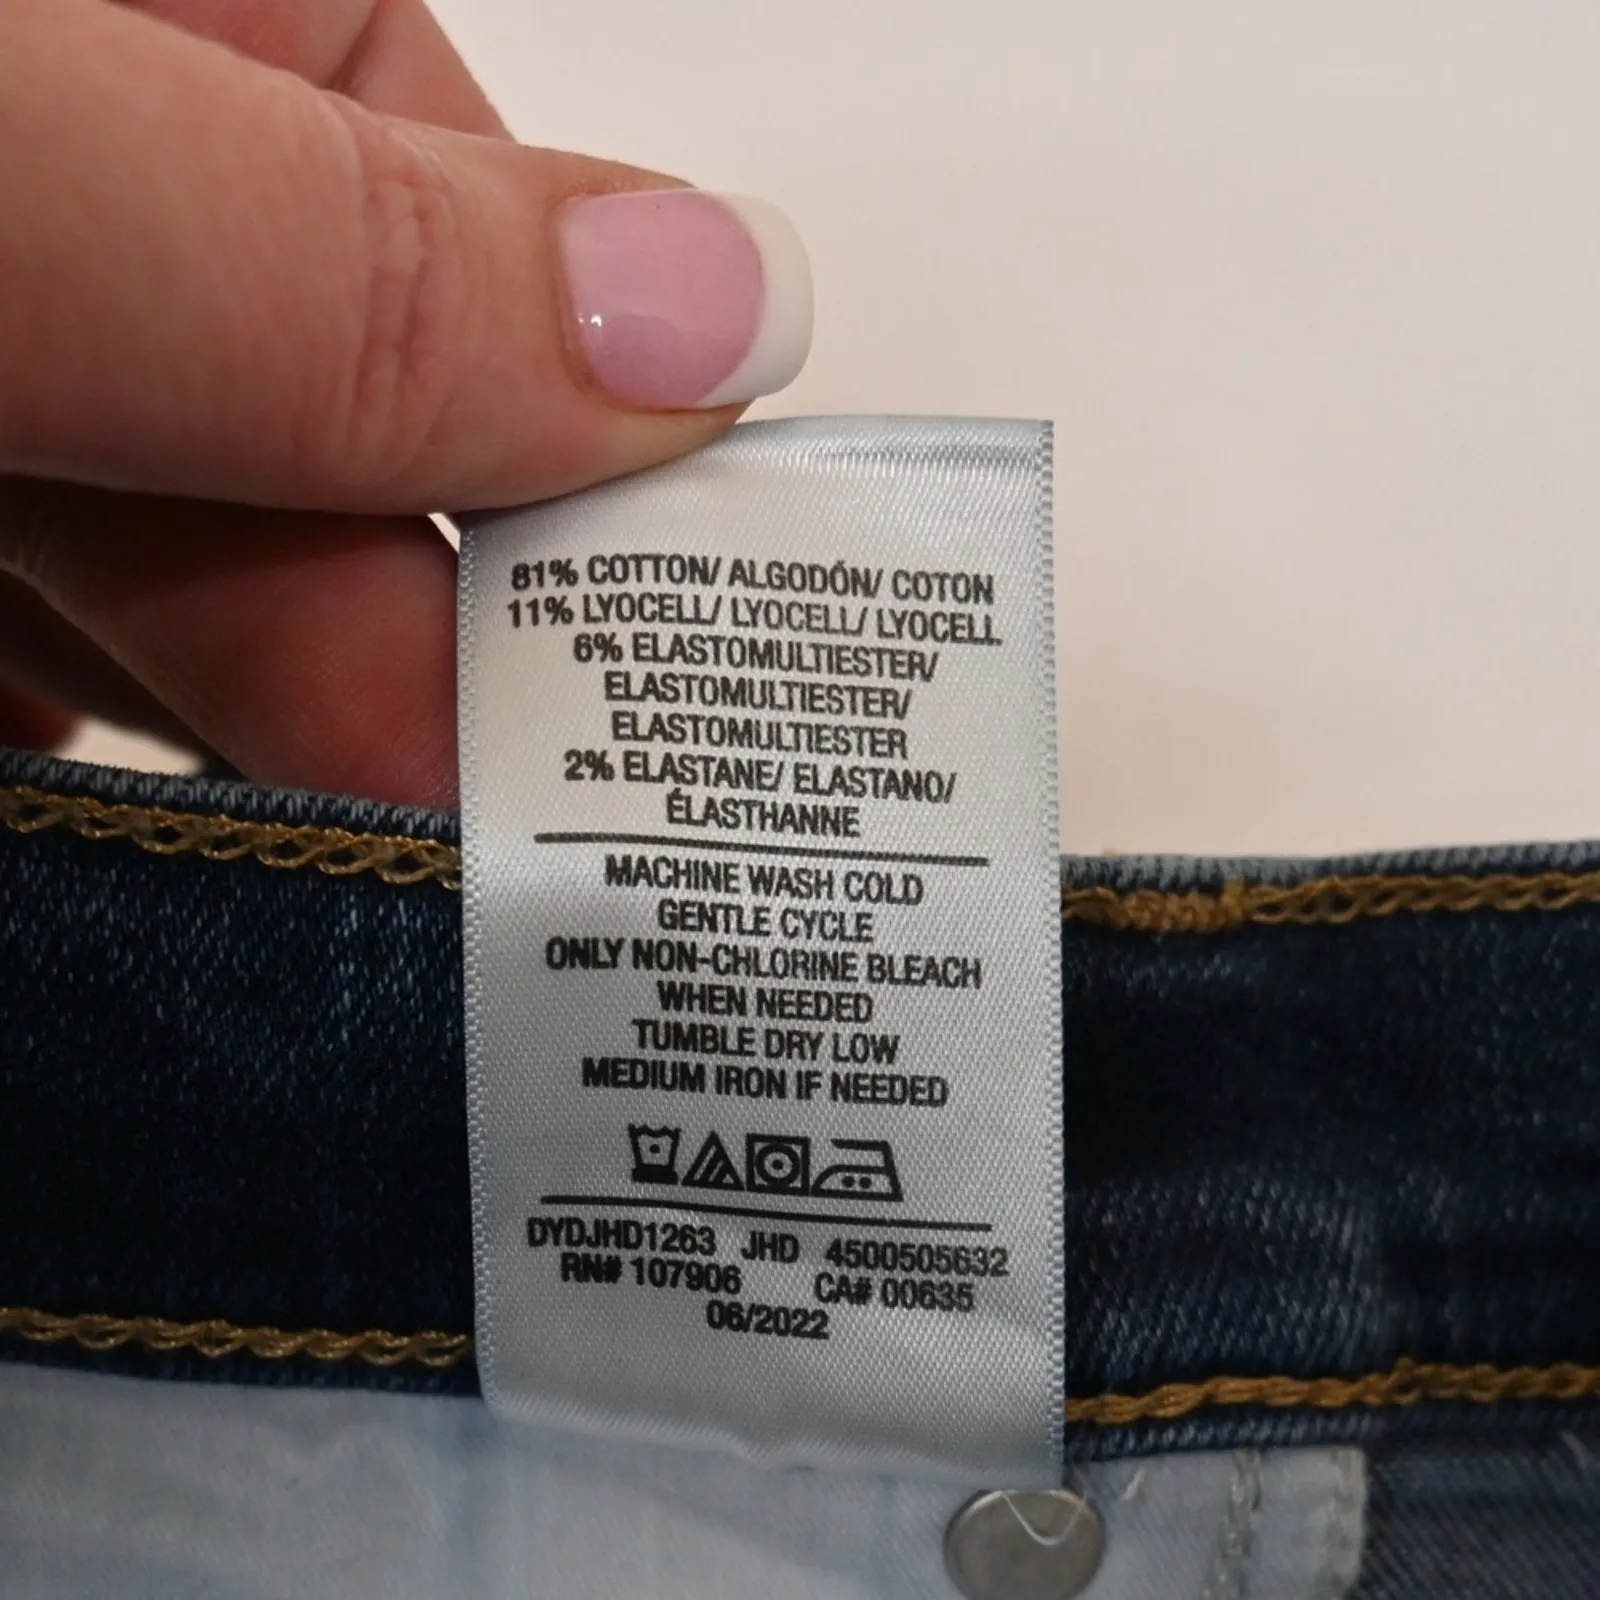 81% COTTON/ ALGODÓN/ COTON
11% LYOCELL/ LYOCELL/ LYOCELL
6% ELASTOMULTIESTER/
ELASTOMULTIESTER/
ELASTOMULTIESTER
2% ELASTANE/ ELASTANO/
ÉLASTHANNE
MACHINE WASH COLD
GENTLE CYCLE
ONLY NON-CHLORINE BLEACH
WHEN NEEDED
TUMBLE DRY LOW
MEDIUM IRON IF NEEDED
DYDJHD1263 JHD 4500505632
RN# 107906 CA# 00635
06/2022